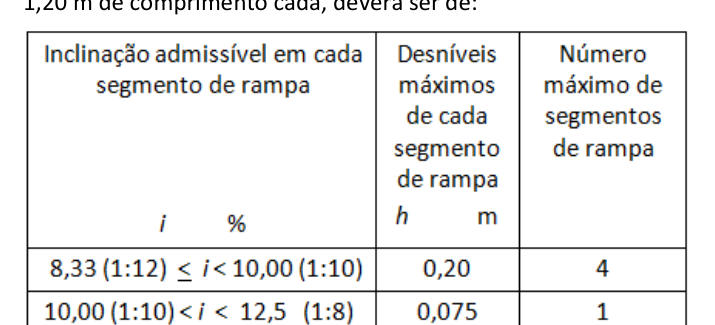 1,20 m de comprimento cada, deverá ser de:
Inclinação admissível em cada
segmento de rampa
i %
Desníveis
máximos
de cada
segmento
de rampa
h m
Número
máximo de
segmentos
de rampa
8,33 (1:12) ≤ i < 10,00 (1:10) 0,20 4
10,00 (1:10) < i < 12,5 (1:8) 0,075 1